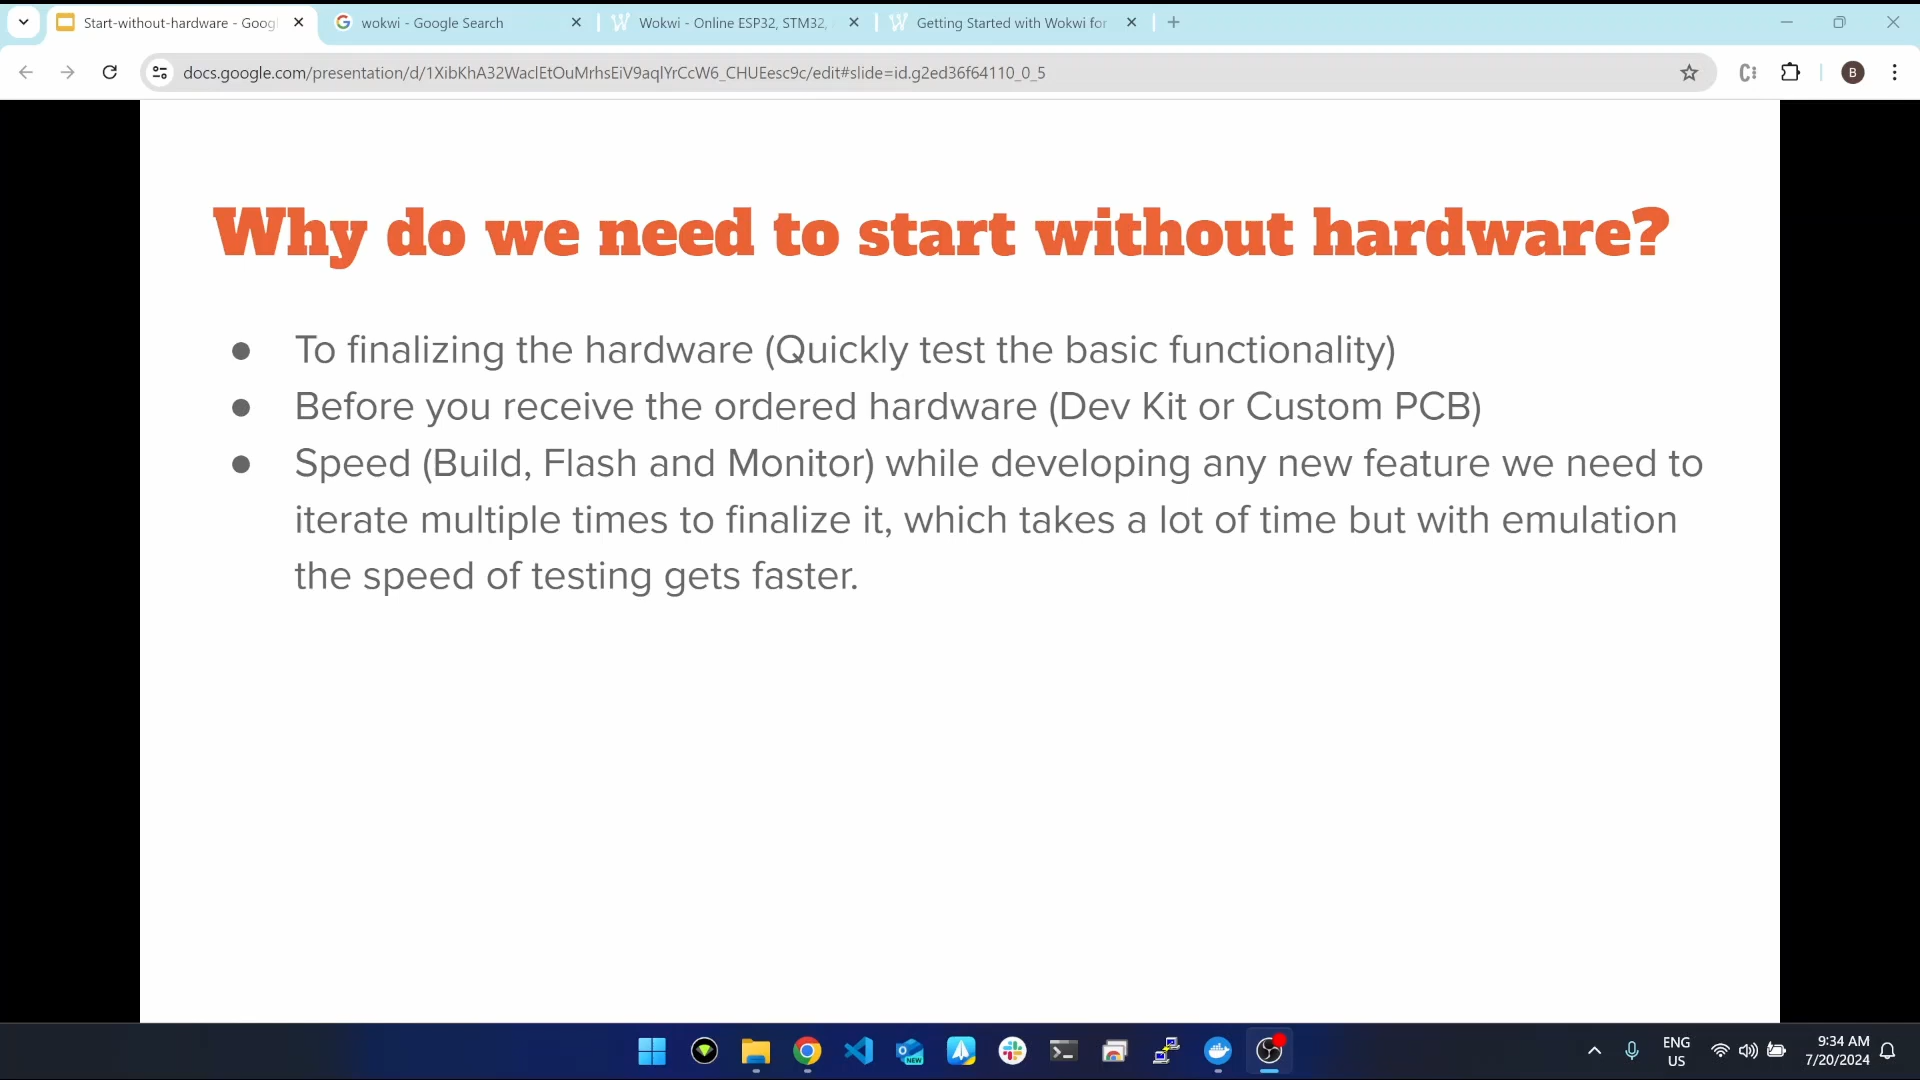 Start-without-hardware - Goog
wokwi - Google Search
Wokwi - Online ESP32, STM32,
Getting Started with Wokwi for
docs.google.com/presentation/d/1XibKhA32WaclEtOuMrhsEiV9aqlYrCcW6_CHUEesc9c/edit#slide=id.g2ed36f64110_0_5
B
Why do we need to start without hardware?
● To finalizing the hardware (Quickly test the basic functionality)
● Before you receive the ordered hardware (Dev Kit or Custom PCB)
● Speed (Build, Flash and Monitor) while developing any new feature we need to
iterate multiple times to finalize it, which takes a lot of time but with emulation
the speed of testing gets faster.
NEW
ENG
US
9:34 AM
7/20/2024